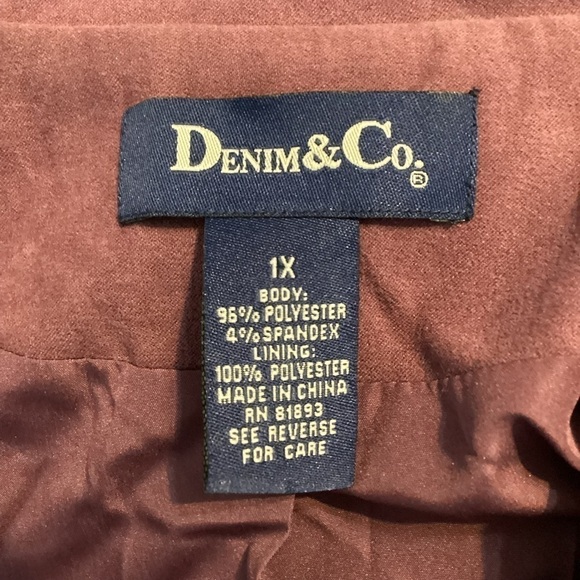 DENIM&CO.®
1X
BODY:
96% POLYESTER
4% SPANDEX
LINING:
100% POLYESTER
MADE IN CHINA
RN 81893
SEE REVERSE
FOR CARE